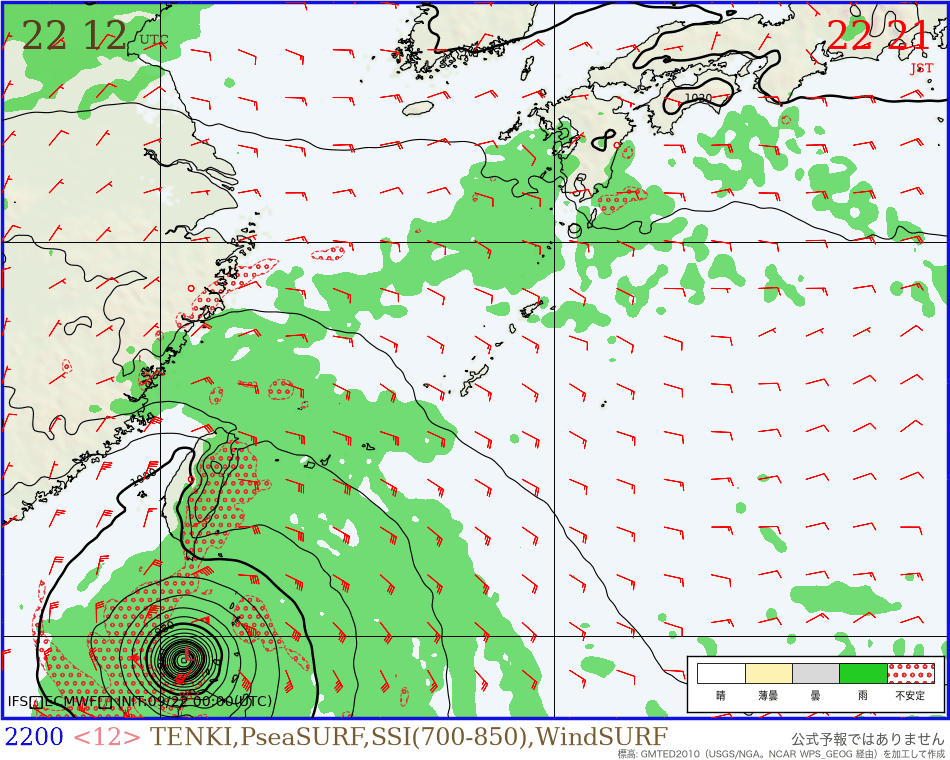 22 12 UTC
22 21
JST
1020
1000
IFS□ECMWF□ INIT:09/22 00:00(UTC)
晴 薄曇 曇 雨 不安定
2200 <12> TENKI,PseaSURF,SSI(700-850),WindSURF
公式予報ではありません
標高: GMTED2010（USGS/NGA。NCAR WPS_GEOG 経由）を加工して作成